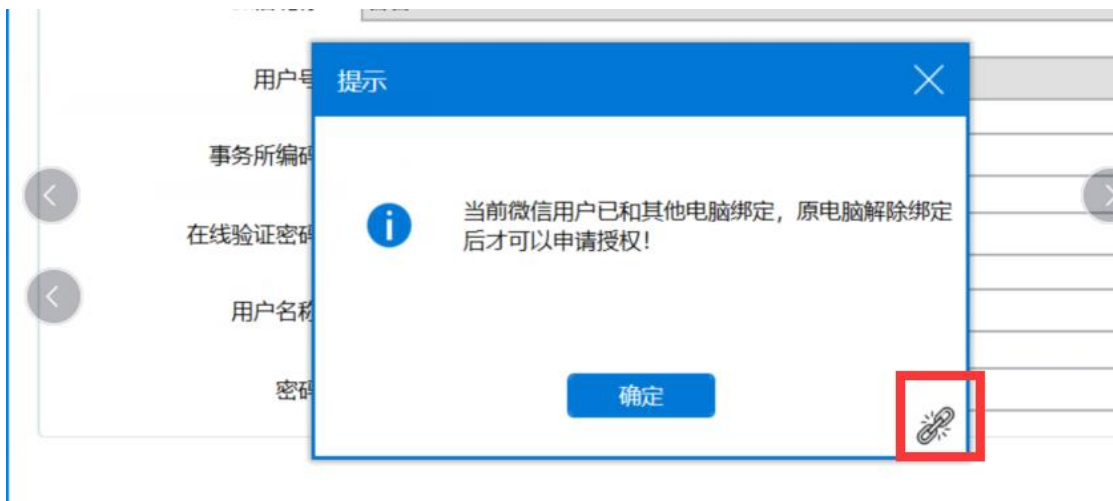 用户号
提示
事务所编码
当前微信用户已和其他电脑绑定，原电脑解除绑定
后才可以申请授权！
在线验证密码
用户名称
密码
确定